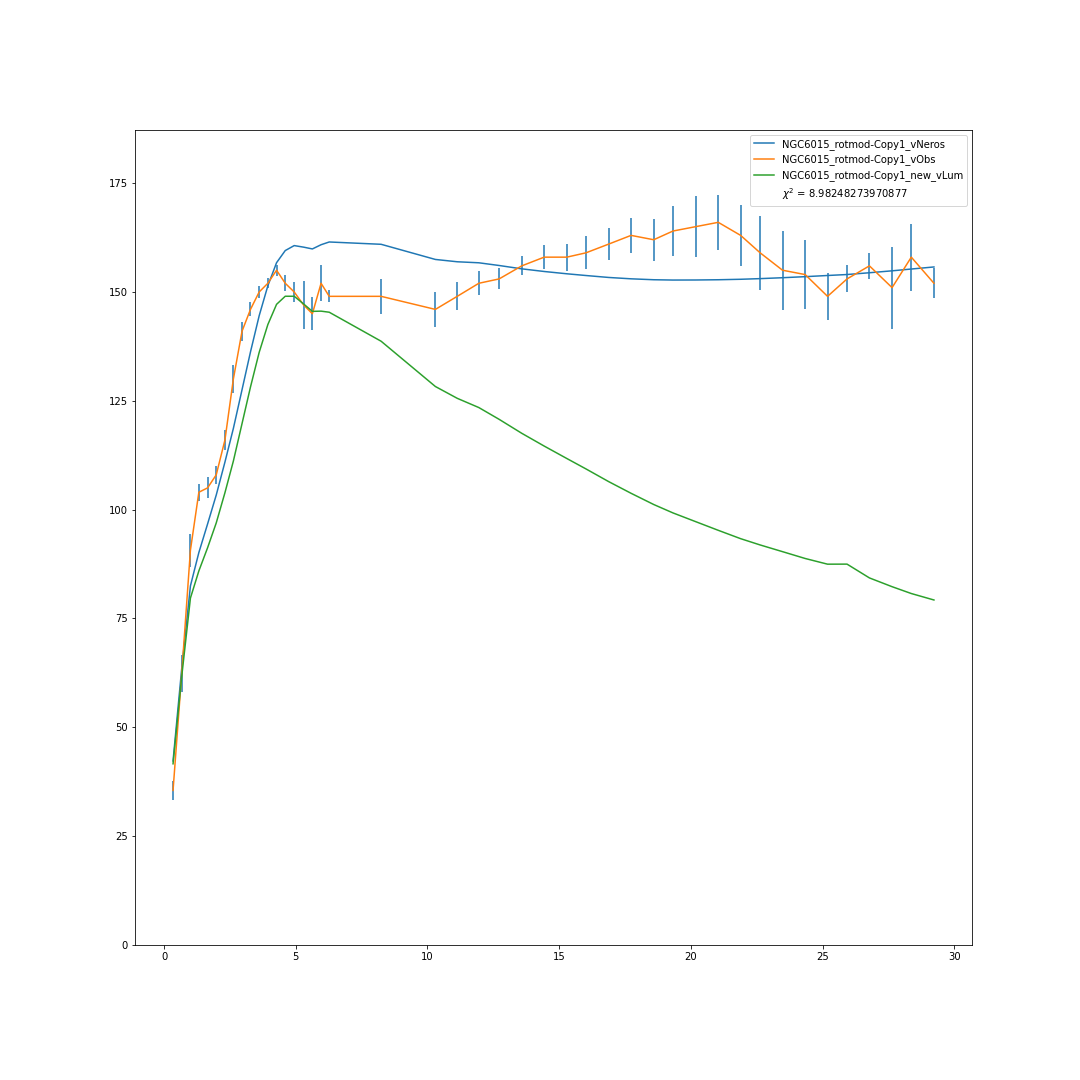 NGC6015_rotmod-Copy1_vNeros
NGC6015_rotmod-Copy1_vObs
NGC6015_rotmod-Copy1_new_vLum
χ² = 8.98248273970877
175
150
125
100
75
50
25
0
0 5 10 15 20 25 30